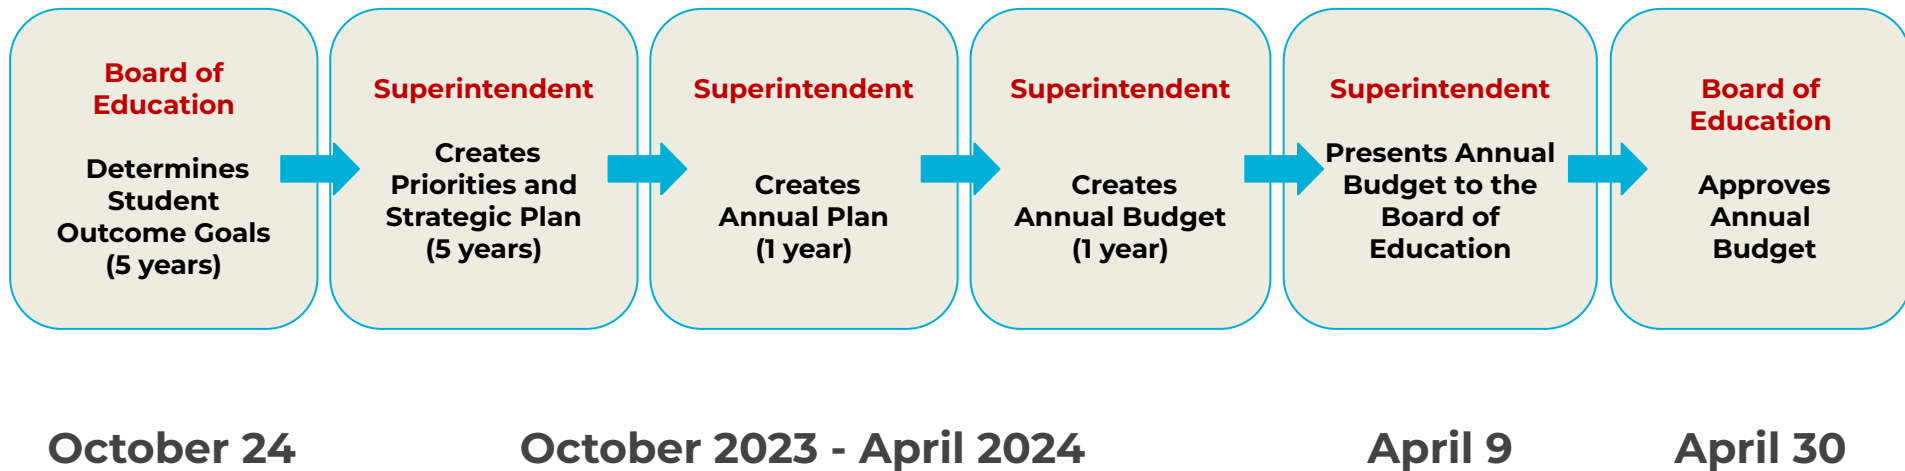 Board of
Education
Determines
Student
Outcome Goals
(5 years)
Superintendent
Creates
Priorities and
Strategic Plan
(5 years)
Superintendent
Creates
Annual Plan
(1 year)
Superintendent
Creates
Annual Budget
(1 year)
Superintendent
Presents Annual
Budget to the
Board of
Education
Board of
Education
Approves
Annual
Budget
October 24
October 2023 - April 2024
April 9
April 30